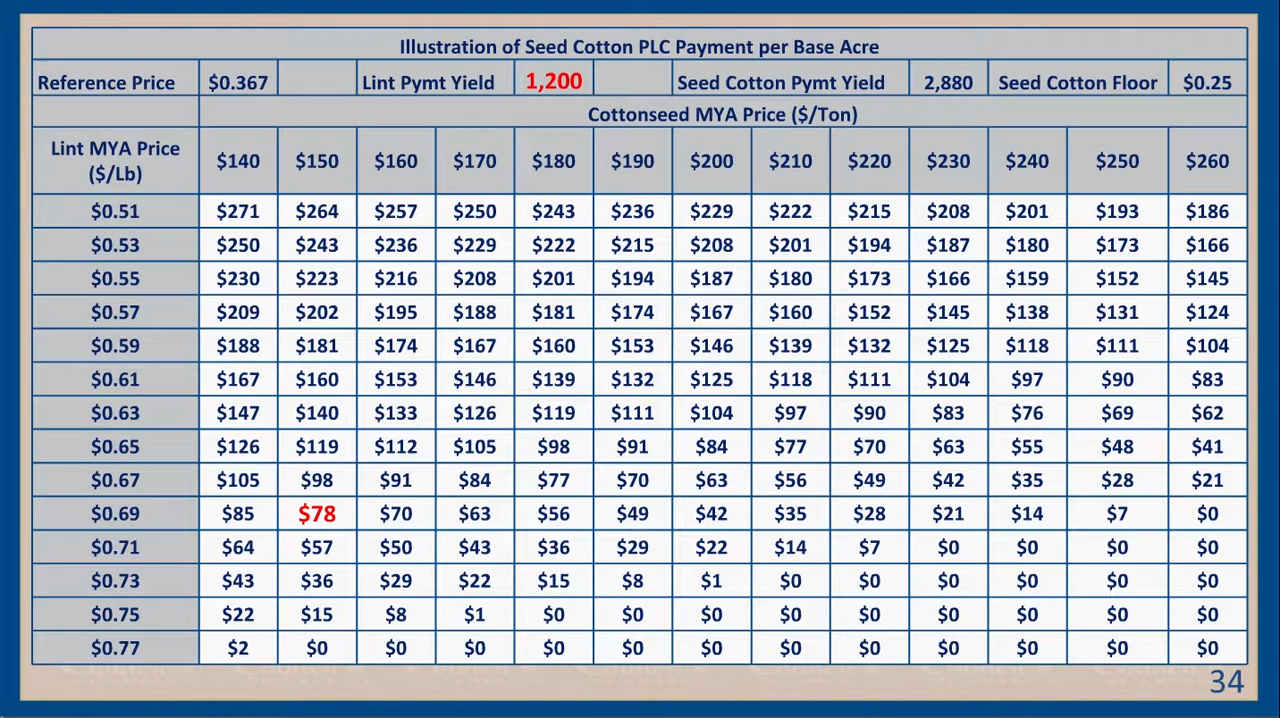 Illustration of Seed Cotton PLC Payment per Base Acre
Reference Price $0.367 Lint Pymt Yield 1,200 Seed Cotton Pymt Yield 2,880 Seed Cotton Floor $0.25
Cottonseed MYA Price ($/Ton)
Lint MYA Price ($/Lb) $140 $150 $160 $170 $180 $190 $200 $210 $220 $230 $240 $250 $260
$0.51 $271 $264 $257 $250 $243 $236 $229 $222 $215 $208 $201 $193 $186
$0.53 $250 $243 $236 $229 $222 $215 $208 $201 $194 $187 $180 $173 $166
$0.55 $230 $223 $216 $208 $201 $194 $187 $180 $173 $166 $159 $152 $145
$0.57 $209 $202 $195 $188 $181 $174 $167 $160 $152 $145 $138 $131 $124
$0.59 $188 $181 $174 $167 $160 $153 $146 $139 $132 $125 $118 $111 $104
$0.61 $167 $160 $153 $146 $139 $132 $125 $118 $111 $104 $97 $90 $83
$0.63 $147 $140 $133 $126 $119 $111 $104 $97 $90 $83 $76 $69 $62
$0.65 $126 $119 $112 $105 $98 $91 $84 $77 $70 $63 $55 $48 $41
$0.67 $105 $98 $91 $84 $77 $70 $63 $56 $49 $42 $35 $28 $21
$0.69 $85 $78 $70 $63 $56 $49 $42 $35 $28 $21 $14 $7 $0
$0.71 $64 $57 $50 $43 $36 $29 $22 $14 $7 $0 $0 $0 $0
$0.73 $43 $36 $29 $22 $15 $8 $1 $0 $0 $0 $0 $0 $0
$0.75 $22 $15 $8 $1 $0 $0 $0 $0 $0 $0 $0 $0 $0
$0.77 $2 $0 $0 $0 $0 $0 $0 $0 $0 $0 $0 $0 $0
34